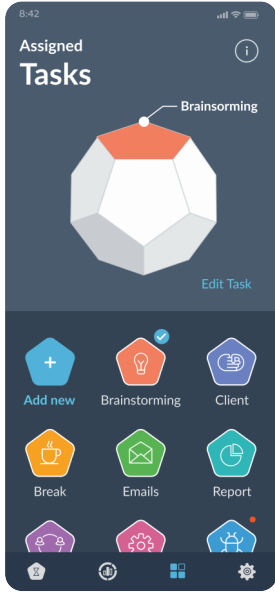 8:42
Assigned
Tasks
i
Brainsorming
Edit Task
+
Add new
Brainstorming
Client
Break
Emails
Report